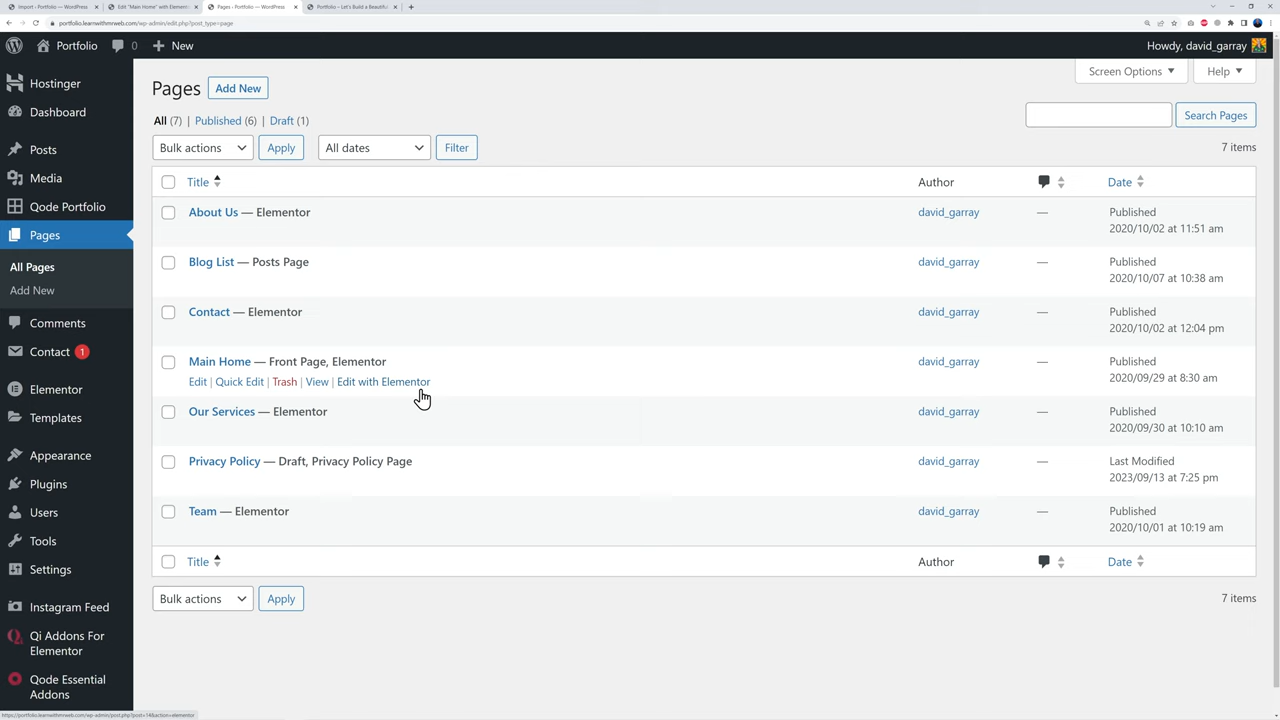 Import ‹ Portfolio — WordPress
Edit "Main Home" with Elementor
Pages ‹ Portfolio — WordPress
Portfolio – Let's Build a Beautiful
portfolio.learnwithmrweb.com/wp-admin/edit.php?post_type=page
Portfolio 0 New
Howdy, david_garray
Hostinger
Dashboard
Posts
Media
Qode Portfolio
Pages
All Pages
Add New
Comments
Contact 1
Elementor
Templates
Appearance
Plugins
Users
Tools
Settings
Instagram Feed
Qi Addons For
Elementor
Qode Essential
Addons
Screen Options Help
Pages Add New
All (7) | Published (6) | Draft (1)
Search Pages
Bulk actions Apply All dates Filter
7 items
Title Author Date
About Us — Elementor david_garray — Published
2020/10/02 at 11:51 am
Blog List — Posts Page david_garray — Published
2020/10/07 at 10:38 am
Contact — Elementor david_garray — Published
2020/10/02 at 12:04 pm
Main Home — Front Page, Elementor david_garray — Published
Edit | Quick Edit | Trash | View | Edit with Elementor 2020/09/29 at 8:30 am
Our Services — Elementor david_garray — Published
2020/09/30 at 10:10 am
Privacy Policy — Draft, Privacy Policy Page david_garray — Last Modified
2023/09/13 at 7:25 pm
Team — Elementor david_garray — Published
2020/10/01 at 10:19 am
Title Author Date
Bulk actions Apply
7 items
https://portfolio.learnwithmrweb.com/wp-admin/post.php?post=14&action=elementor